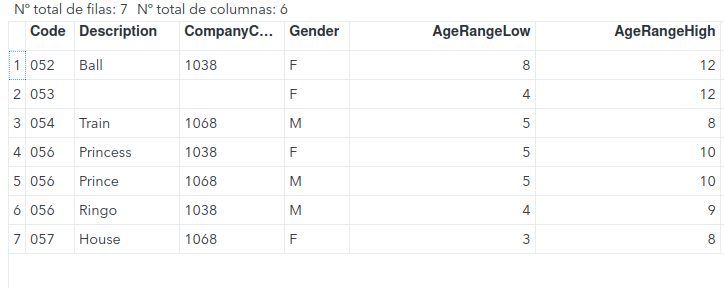 Nº total de filas: 7 Nº total de columnas: 6
Code Description CompanyC... Gender AgeRangeLow AgeRangeHigh
1 052 Ball 1038 F 8 12
2 053 F 4 12
3 054 Train 1068 M 5 8
4 056 Princess 1038 F 5 10
5 056 Prince 1068 M 5 10
6 056 Ringo 1038 M 4 9
7 057 House 1068 F 3 8